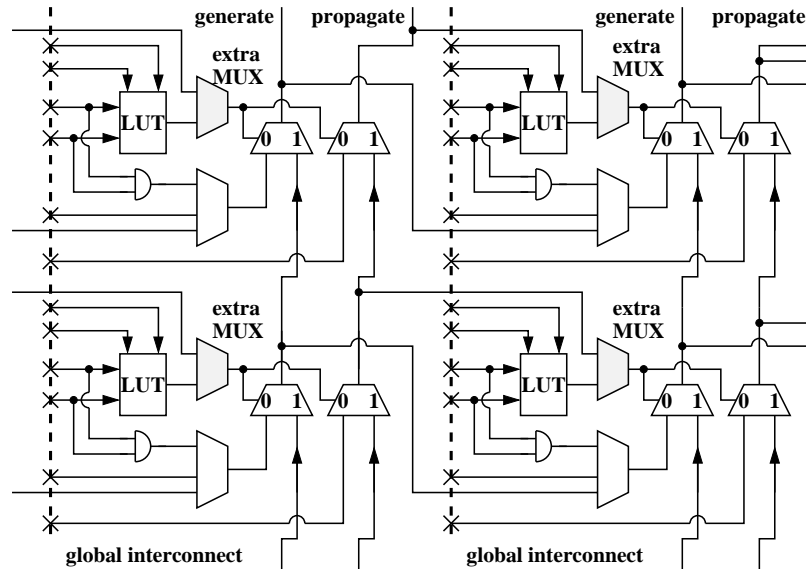 generate propagate generate propagate
extra MUX extra MUX
LUT LUT
0 1 0 1 0 1 0 1
extra MUX extra MUX
LUT LUT
0 1 0 1 0 1 0 1
global interconnect global interconnect